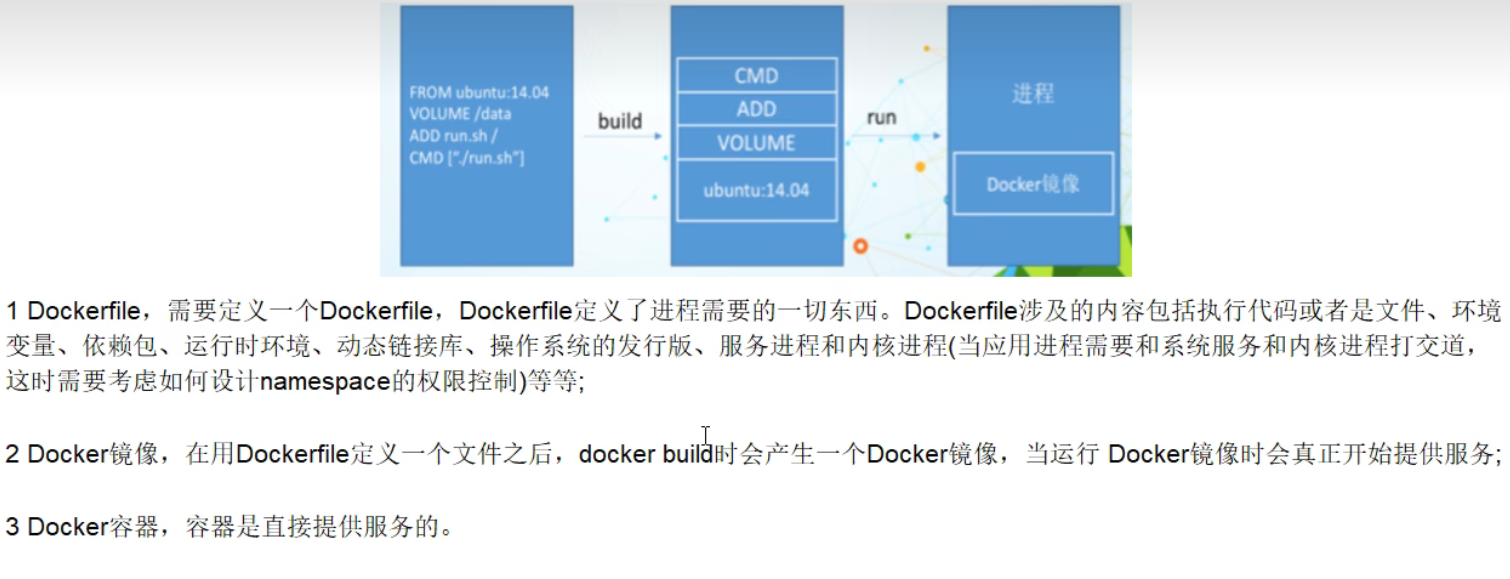 FROM ubuntu:14.04
VOLUME /data
ADD run.sh /
CMD ["./run.sh"]
build
CMD
ADD
VOLUME
ubuntu:14.04
run
进程
Docker镜像
1 Dockerfile，需要定义一个Dockerfile，Dockerfile定义了进程需要的一切东西。Dockerfile涉及的内容包括执行代码或者是文件、环境
变量、依赖包、运行时环境、动态链接库、操作系统的发行版、服务进程和内核进程(当应用进程需要和系统服务和内核进程打交道，
这时需要考虑如何设计namespace的权限控制)等等;
2 Docker镜像，在用Dockerfile定义一个文件之后，docker build时会产生一个Docker镜像，当运行 Docker镜像时会真正开始提供服务;
3 Docker容器，容器是直接提供服务的。